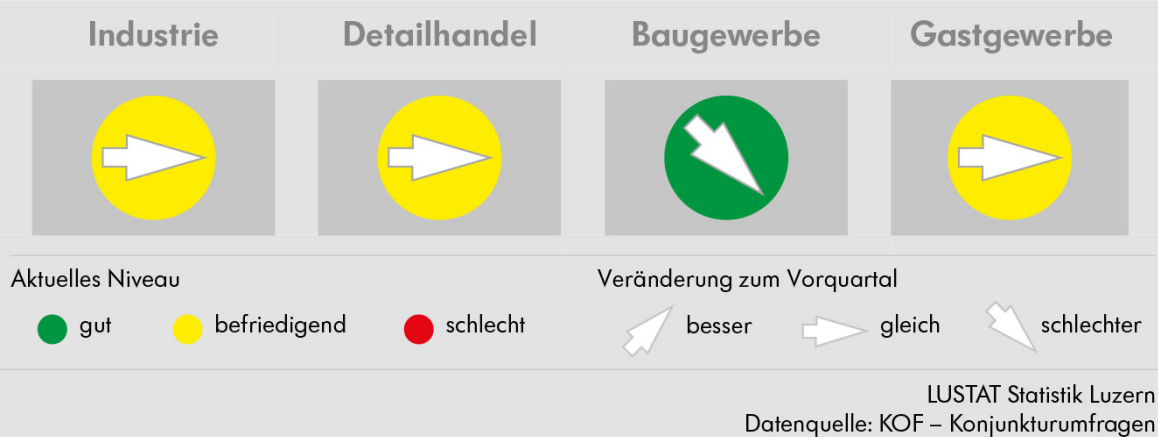 Industrie
Detailhandel
Baugewerbe
Gastgewerbe
Aktuelles Niveau
gut
befriedigend
schlecht
Veränderung zum Vorquartal
besser
gleich
schlechter
LUSTAT Statistik Luzern
Datenquelle: KOF – Konjunkturumfragen